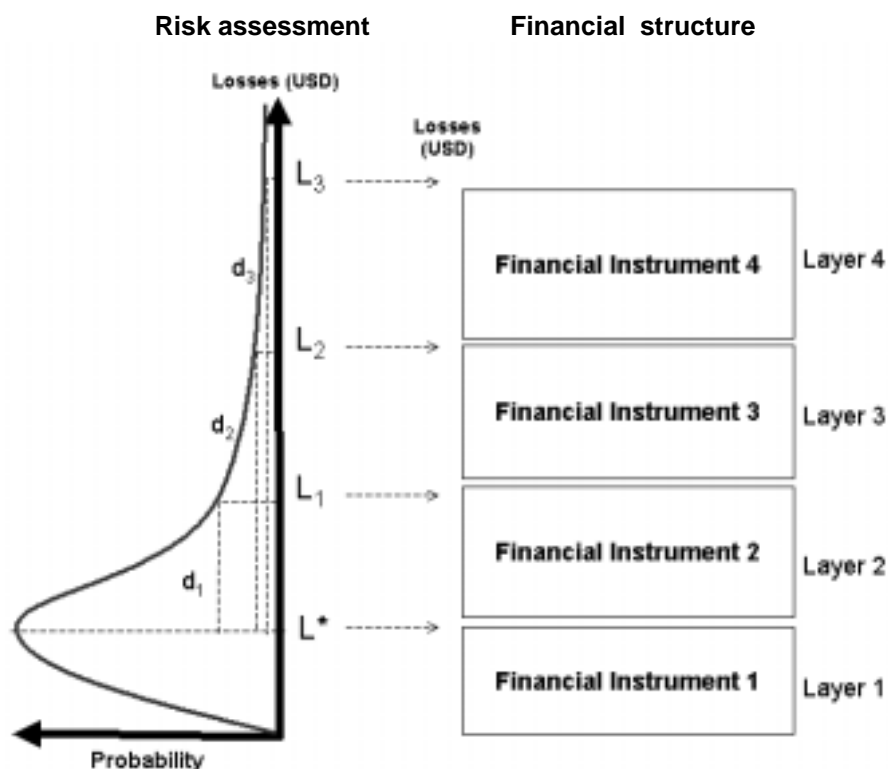 Risk assessment
Financial structure
Losses (USD)
L3
d3
L2
d2
L1
d1
L*
Probability
Losses
(USD)
Financial Instrument 4
Layer 4
Financial Instrument 3
Layer 3
Financial Instrument 2
Layer 2
Financial Instrument 1
Layer 1